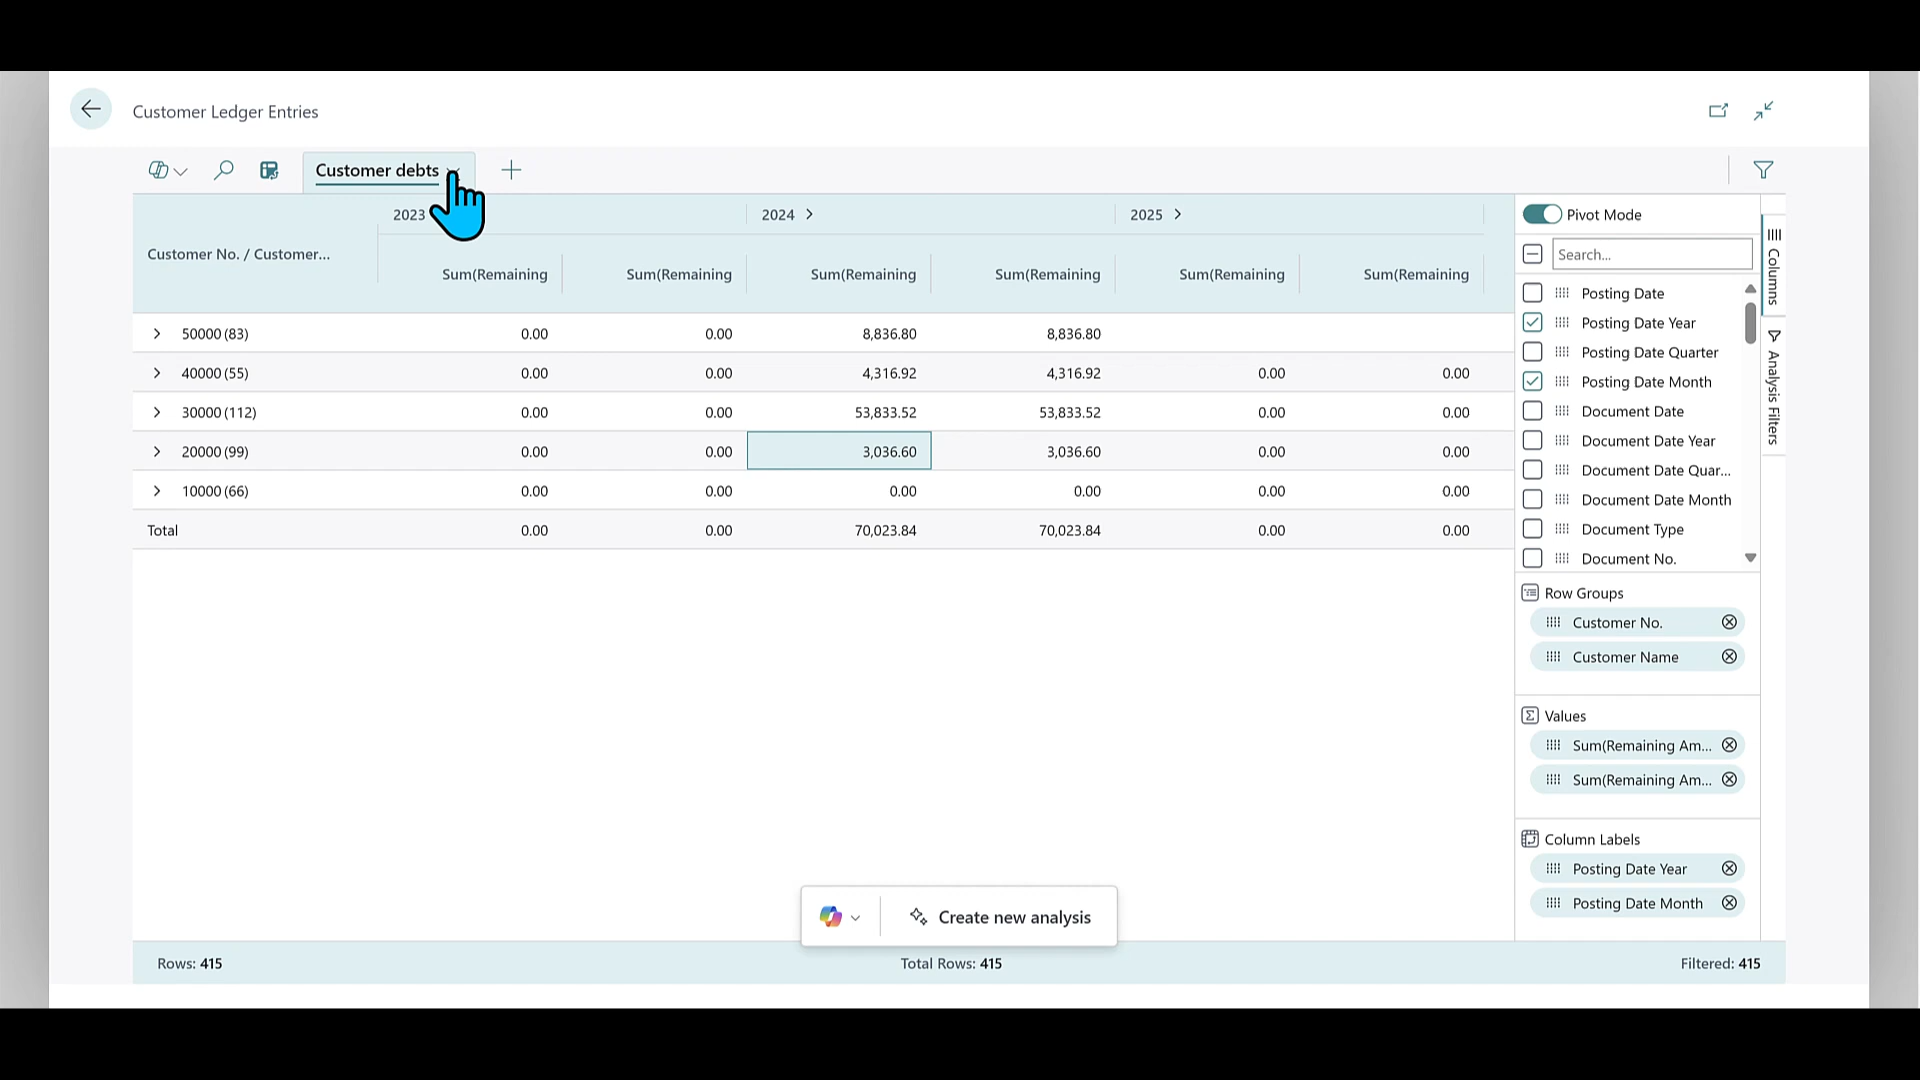 Customer Ledger Entries
Customer debts
Customer No. / Customer...
2023
2024
2025
Sum(Remaining
Sum(Remaining
Sum(Remaining
Sum(Remaining
Sum(Remaining
Sum(Remaining
50000 (83) 0.00 0.00 8,836.80 8,836.80
40000 (55) 0.00 0.00 4,316.92 4,316.92 0.00 0.00
30000 (112) 0.00 0.00 53,833.52 53,833.52 0.00 0.00
20000 (99) 0.00 0.00 3,036.60 3,036.60 0.00 0.00
10000 (66) 0.00 0.00 0.00 0.00 0.00 0.00
Total 0.00 0.00 70,023.84 70,023.84 0.00 0.00
Pivot Mode
Search...
Posting Date
Posting Date Year
Posting Date Quarter
Posting Date Month
Document Date
Document Date Year
Document Date Quar...
Document Date Month
Document Type
Document No.
Row Groups
Customer No.
Customer Name
Values
Sum(Remaining Am...
Sum(Remaining Am...
Column Labels
Posting Date Year
Posting Date Month
Columns
Analysis Filters
Create new analysis
Rows: 415
Total Rows: 415
Filtered: 415